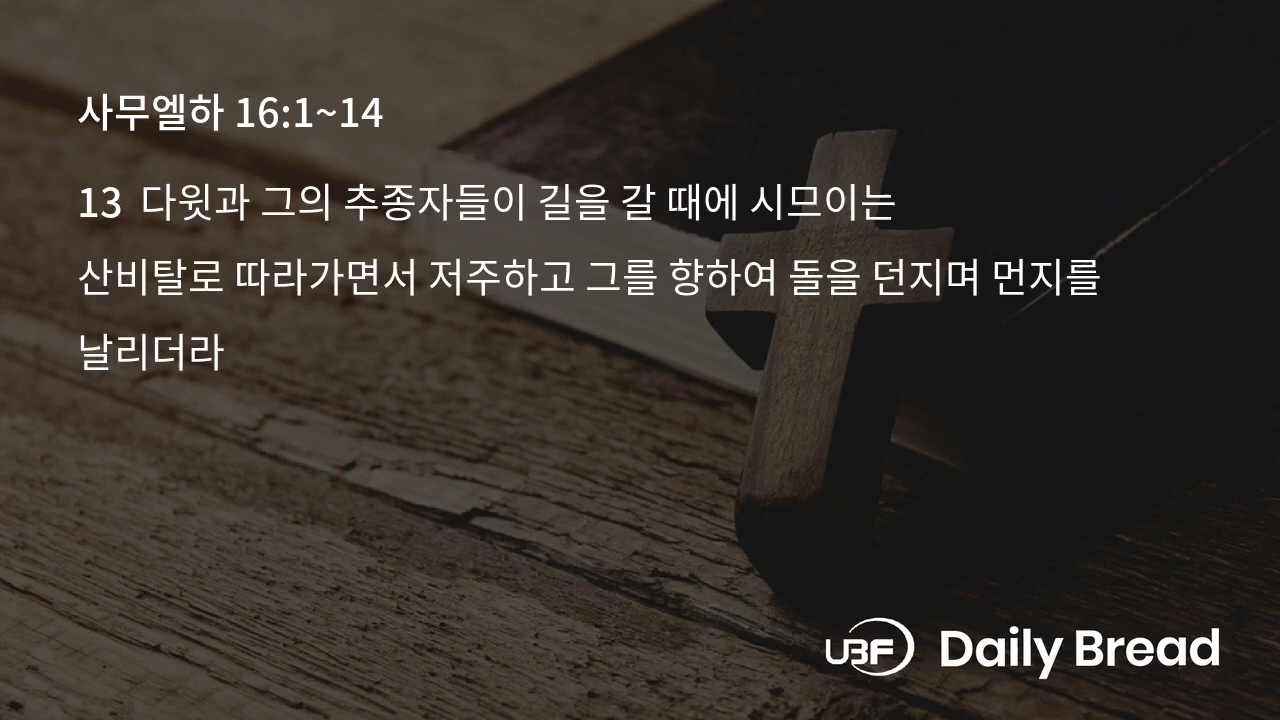 사무엘하 16:1~14
13 다윗과 그의 추종자들이 길을 갈 때에 시므이는
산비탈로 따라가면서 저주하고 그를 향하여 돌을 던지며 먼지를
날리더라
UBF Daily Bread